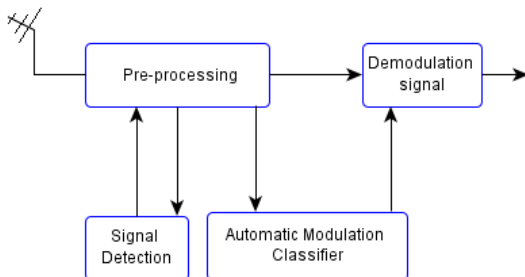 Pre-processing
Demodulation
signal
Signal
Detection
Automatic Modulation
Classifier